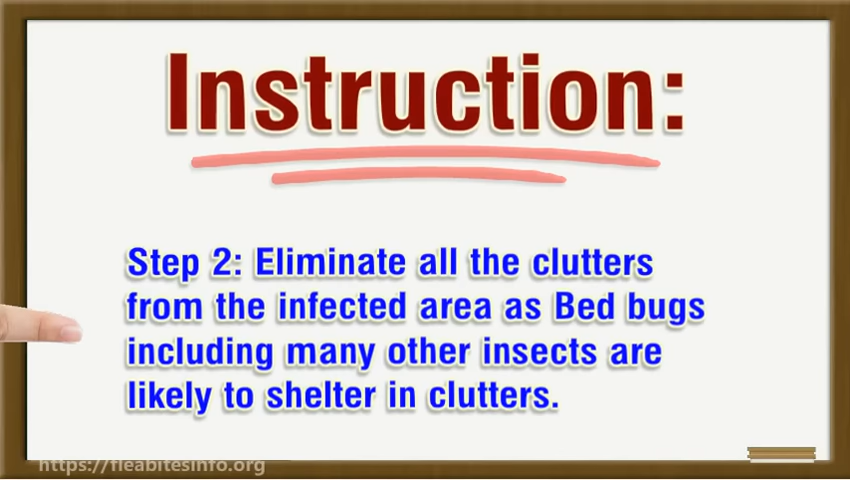 Instruction:
Step 2: Eliminate all the clutters
from the infected area as Bed bugs
including many other insects are
likely to shelter in clutters.
https://fleabitesinfo.org